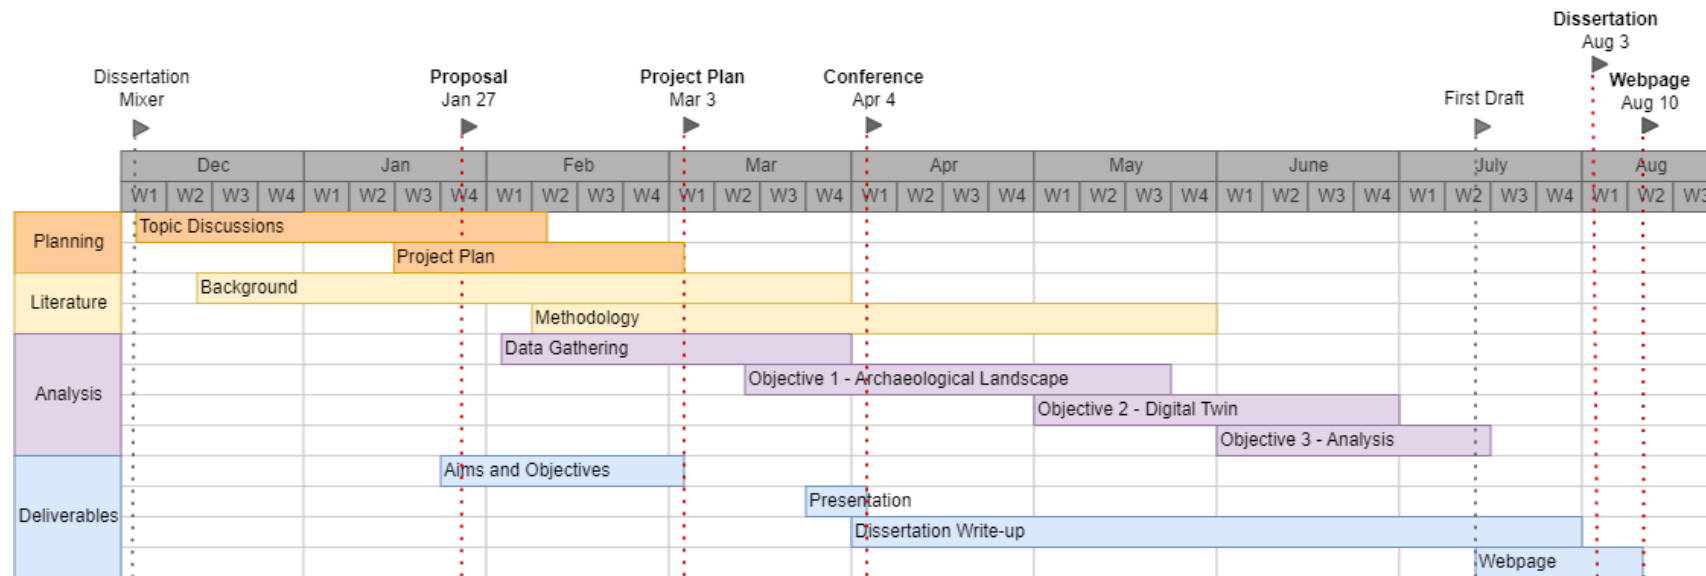 Dissertation
Aug 3
Dissertation
Mixer
Proposal
Jan 27
Project Plan
Mar 3
Conference
Apr 4
First Draft
Webpage
Aug 10
Dec Jan Feb Mar Apr May June July Aug
W1 W2 W3 W4 W1 W2 W3 W4 W1 W2 W3 W4 W1 W2 W3 W4 W1 W2 W3 W4 W1 W2 W3 W4 W1 W2 W3 W4 W1 W2 W3 W4 W1 W2 W3
Planning
Topic Discussions
Project Plan
Literature
Background
Methodology
Analysis
Data Gathering
Objective 1 - Archaeological Landscape
Objective 2 - Digital Twin
Objective 3 - Analysis
Deliverables
Aims and Objectives
Presentation
Dissertation Write-up
Webpage